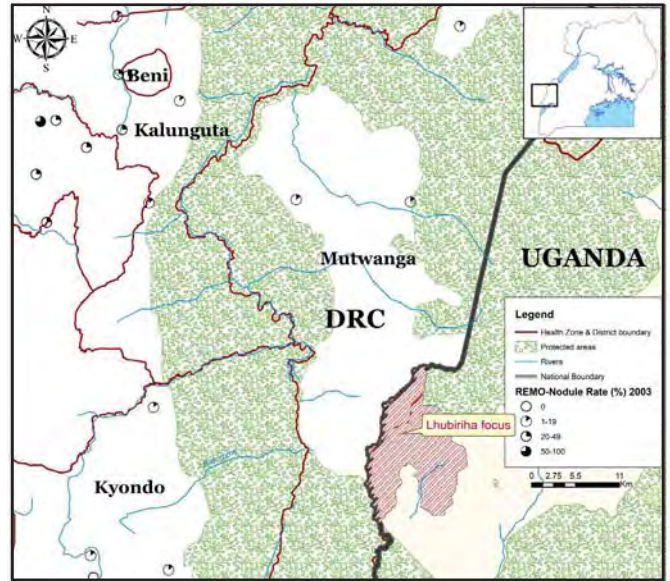 N
W
E
S
Beni
Kalunguta
Mutwanga
UGANDA
DRC
Legend
Health Zone & District boundary
Protected areas
Rivers
National Boundary
REMO-Nodule Rate (%) 2003
0
1-19
20-49
50-100
Lhubiriha focus
0 2.75 5.5 11
Km
Kyondo